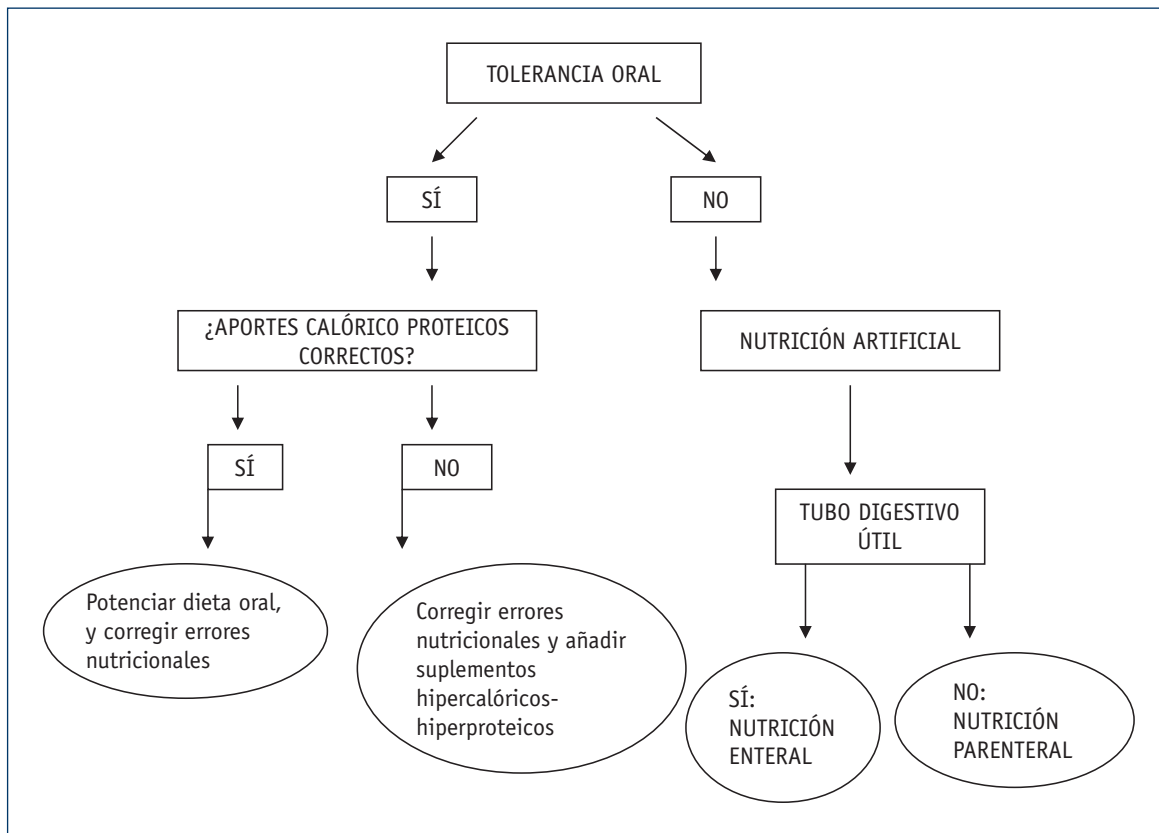 TOLERANCIA ORAL
SÍ
NO
¿APORTES CALÓRICO PROTEICOS
CORRECTOS?
NUTRICIÓN ARTIFICIAL
SÍ
NO
TUBO DIGESTIVO
ÚTIL
Potenciar dieta oral,
y corregir errores
nutricionales
Corregir errores
nutricionales y añadir
suplementos
hipercalóricos-
hiperproteicos
SÍ:
NUTRICIÓN
ENTERAL
NO:
NUTRICIÓN
PARENTERAL